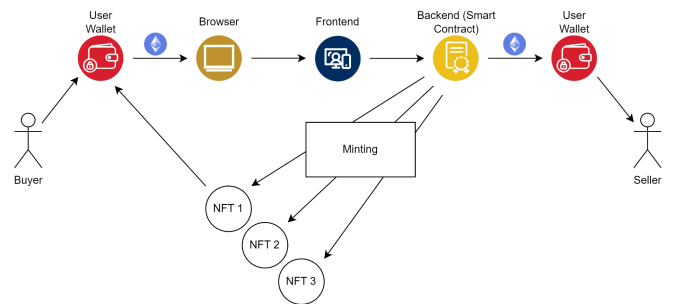 User
Wallet
Browser
Frontend
Backend (Smart
Contract)
User
Wallet
Minting
Buyer
Seller
NFT 1
NFT 2
NFT 3